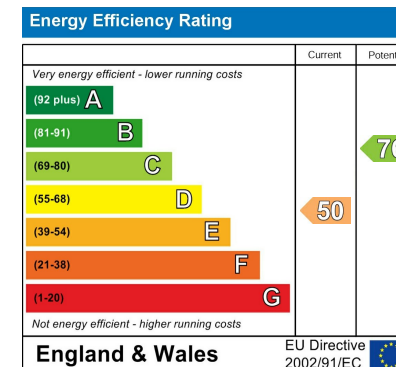 Energy Efficiency Rating
Current
Very energy efficient - lower running costs
(92 plus) A
(81-91) B
(69-80) C
(55-68) D
50
(39-54) E
(21-38) F
(1-20) G
Not energy efficient - higher running costs
England & Wales
EU Directive
2002/91/EC